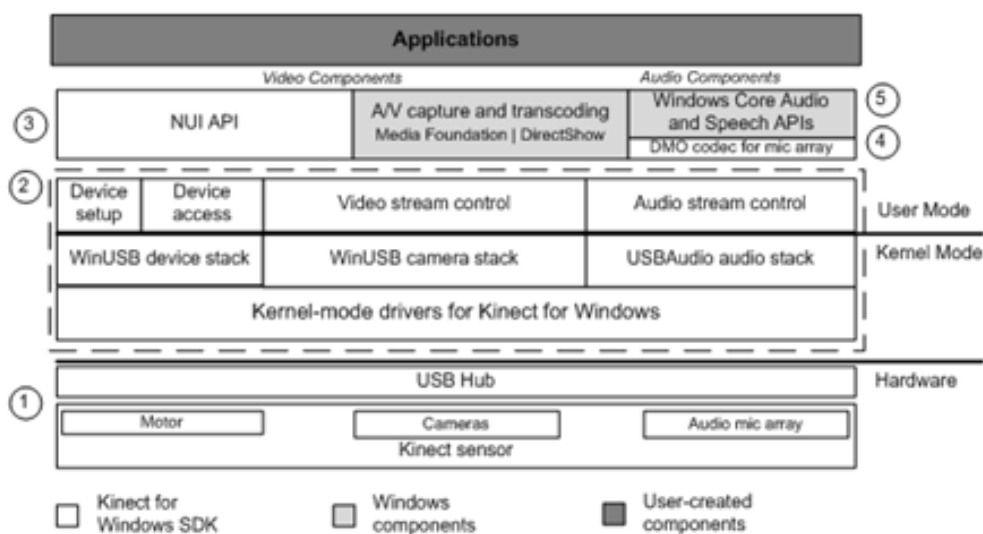 Applications
Video Components
Audio Components
3
NUI API
A/V capture and transcoding
Media Foundation | DirectShow
Windows Core Audio
and Speech APIs
5
DMO codec for mic array
4
2
Device
setup
Device
access
Video stream control
Audio stream control
User Mode
WinUSB device stack
WinUSB camera stack
USBAudio audio stack
Kernel Mode
Kernel-mode drivers for Kinect for Windows
USB Hub
Hardware
1
Motor
Cameras
Audio mic array
Kinect sensor
Kinect for
Windows SDK
Windows
components
User-created
components